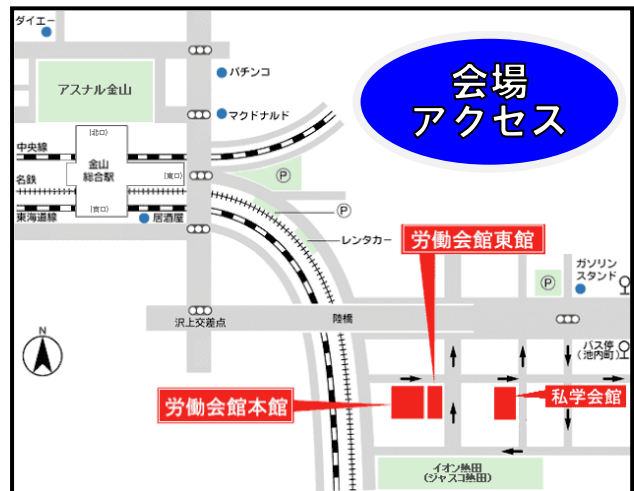 ダイエー
会場
アクセス
パチンコ
アスナル金山
マクドナルド
[北口]
中央線
金山
総合駅
[東口]
名鉄
[南口]
東海道線
居酒屋
P
P
レンタカー
労働会館東館
ガソリン
スタンド
P
沢上交差点
陸橋
バス停
(池内町)
N
労働会館本館
私学会館
イオン熱田
(ジャスコ熱田)